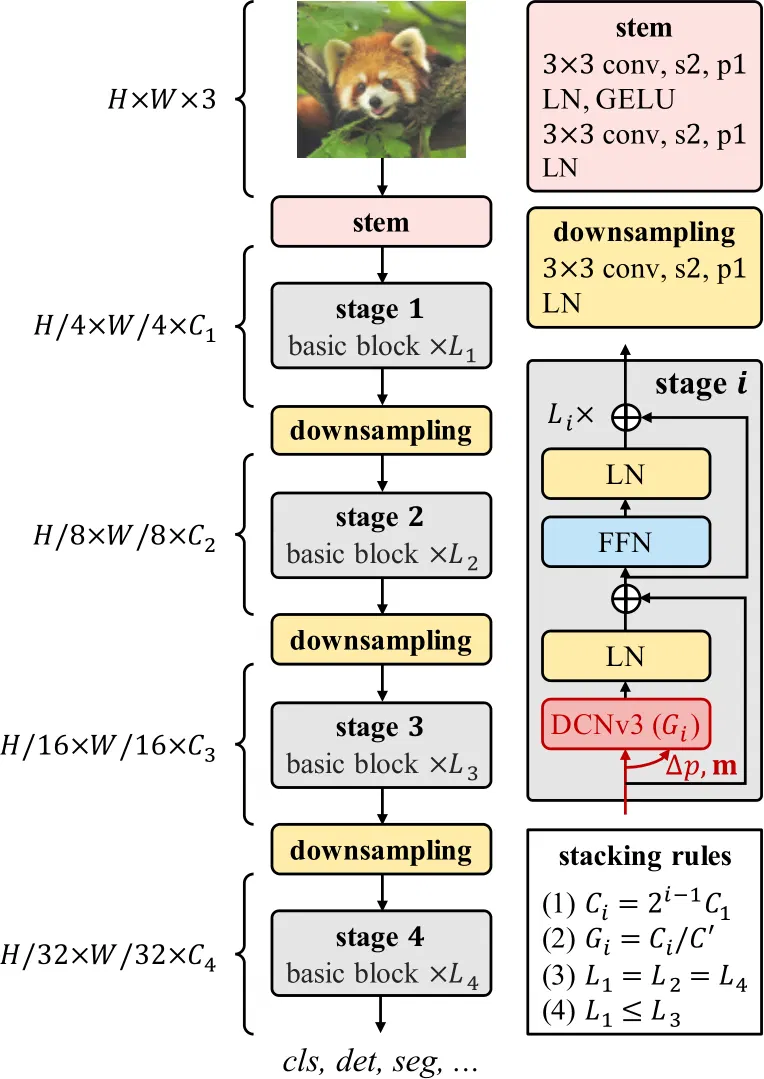 H×W×3
stem
H/4×W/4×C₁
stage 1
basic block ×L₁
downsampling
H/8×W/8×C₂
stage 2
basic block ×L₂
downsampling
H/16×W/16×C₃
stage 3
basic block ×L₃
downsampling
H/32×W/32×C₄
stage 4
basic block ×L₄
cls, det, seg, ...
stem
3×3 conv, s2, p1
LN, GELU
3×3 conv, s2, p1
LN
downsampling
3×3 conv, s2, p1
LN
stage i
Lᵢ×
LN
FFN
LN
DCNv3 (Gᵢ)
Δp, m
stacking rules
(1) Cᵢ = 2ⁱ⁻¹C₁
(2) Gᵢ = Cᵢ/C′
(3) L₁ = L₂ = L₄
(4) L₁ ≤ L₃